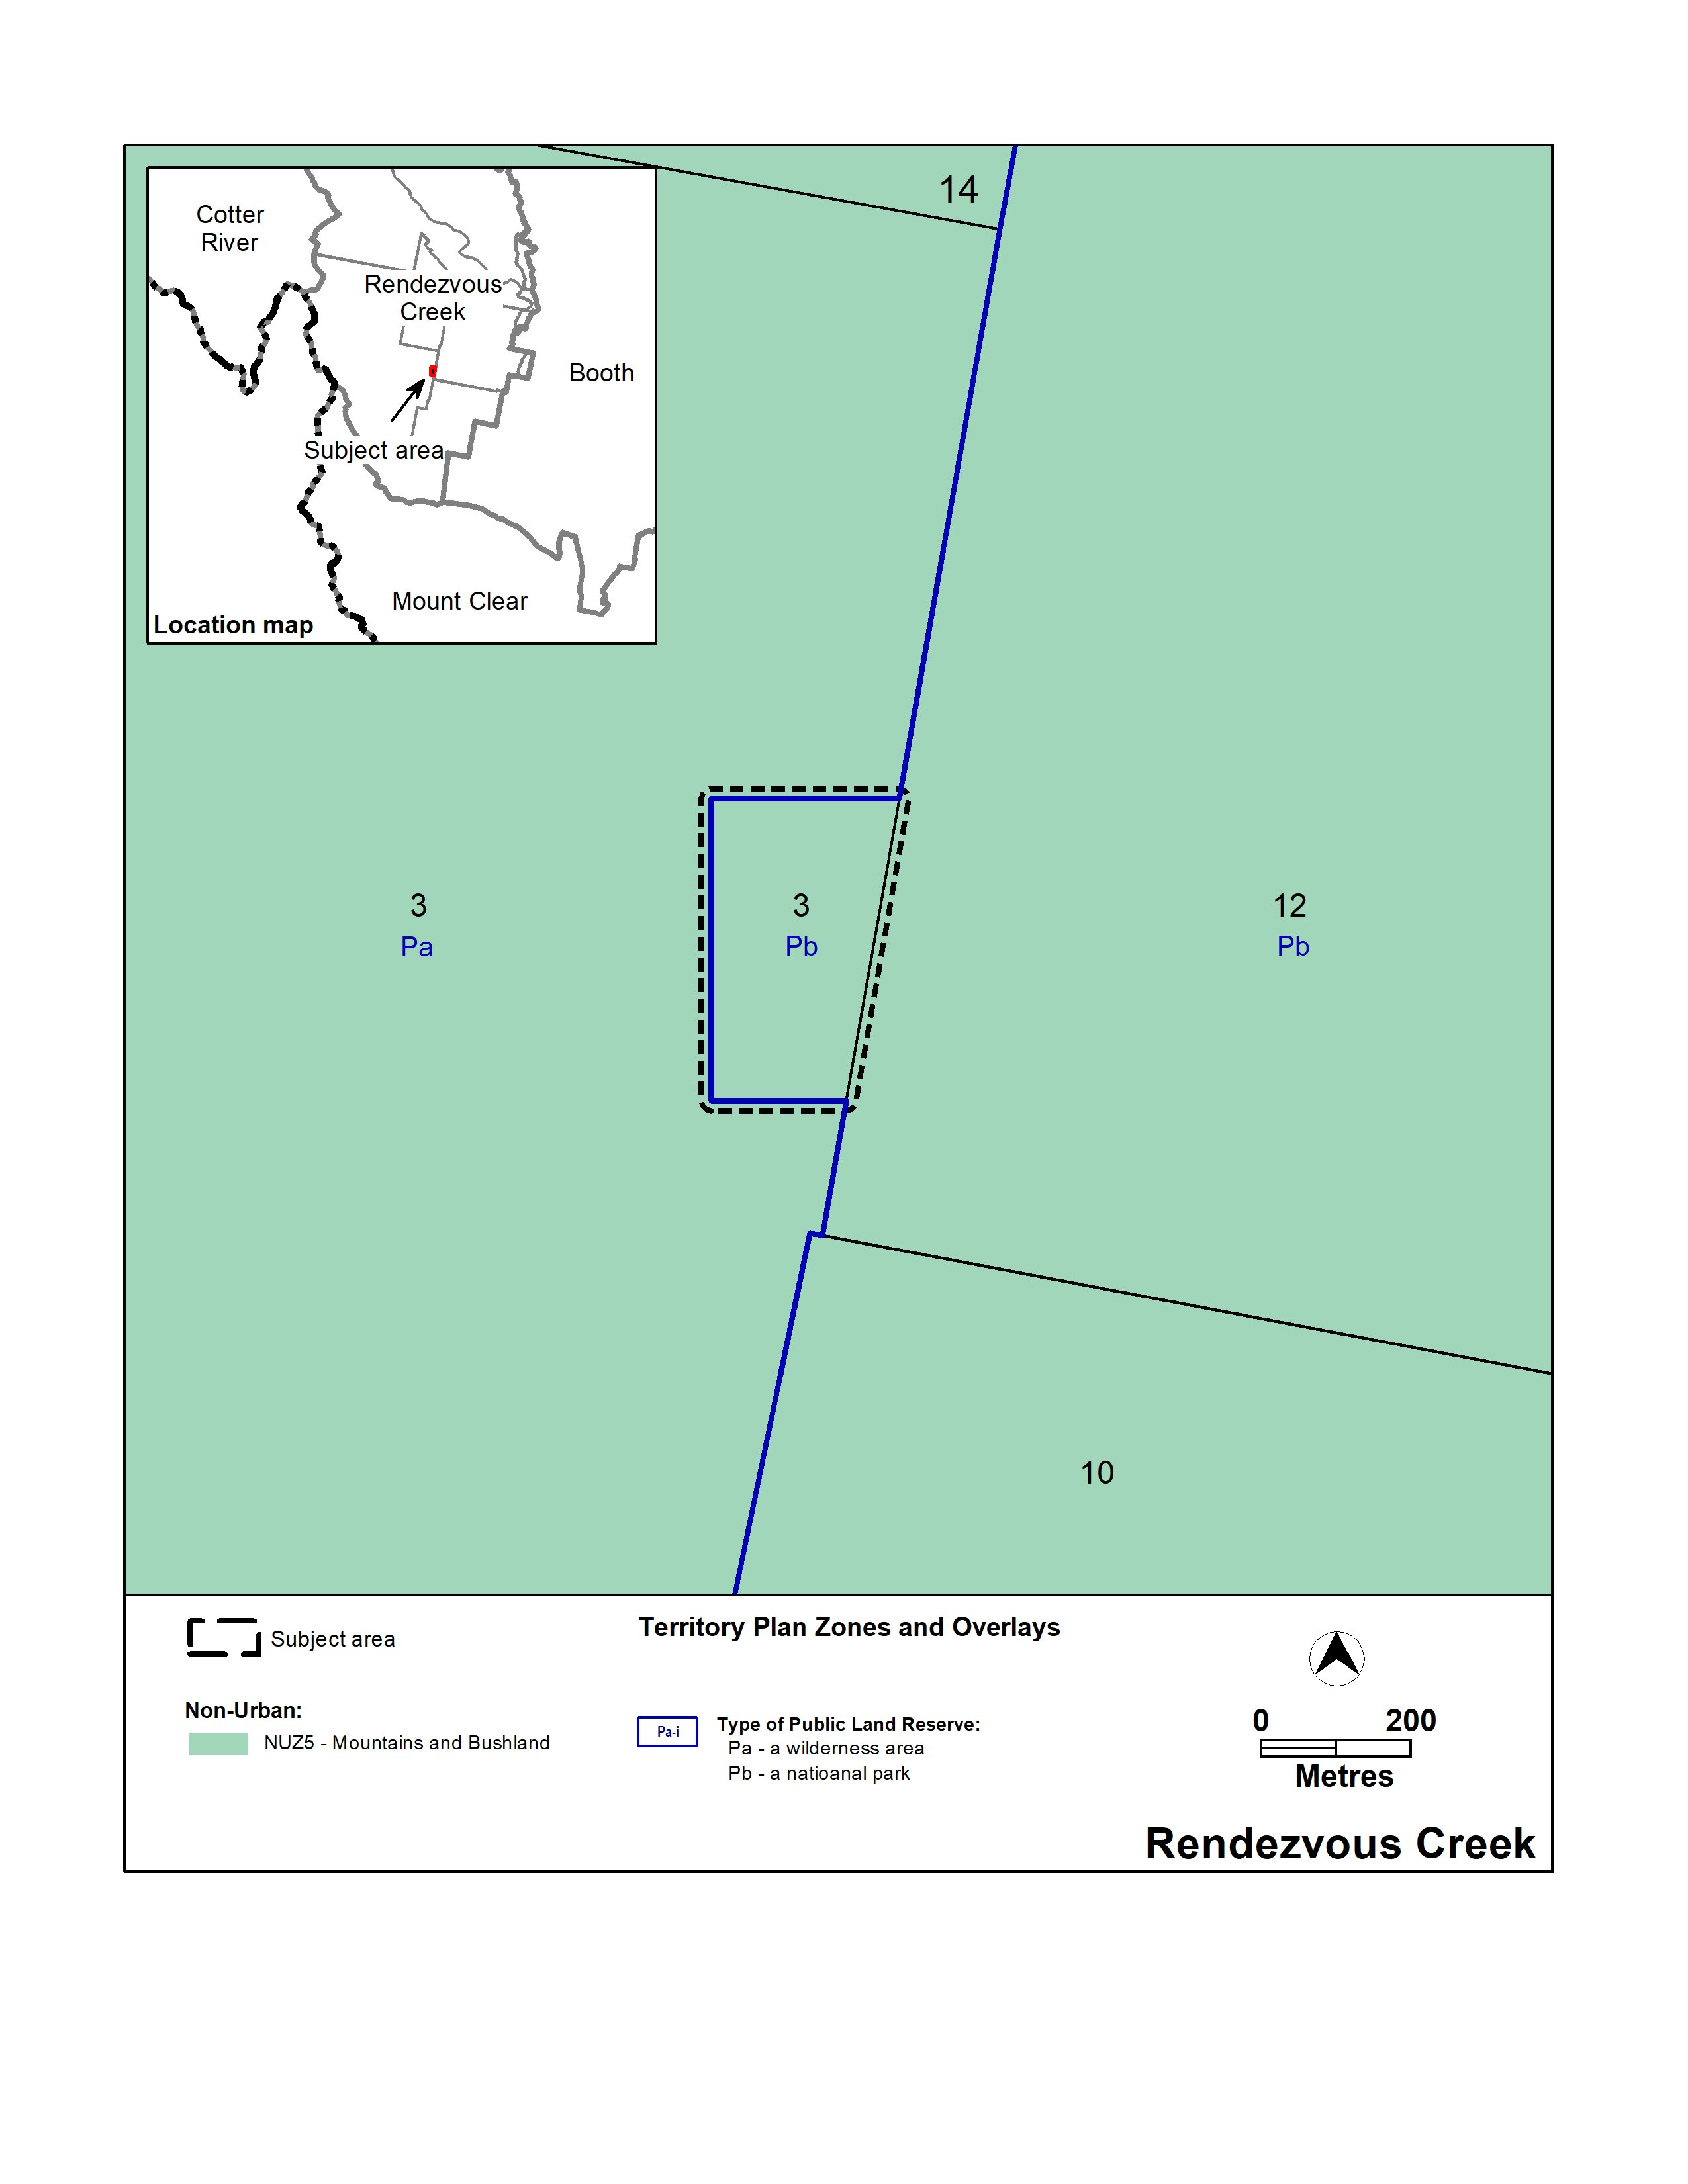 14
Cotter
River
Rendezvous
Creek
Booth
Subject area
Mount Clear
Location map
3
Pa
3
Pb
12
Pb
10
Subject area
Territory Plan Zones and Overlays
Non-Urban:
NUZ5 - Mountains and Bushland
Pa-i
Type of Public Land Reserve:
Pa - a wilderness area
Pb - a natioanal park
0 200
Metres
Rendezvous Creek